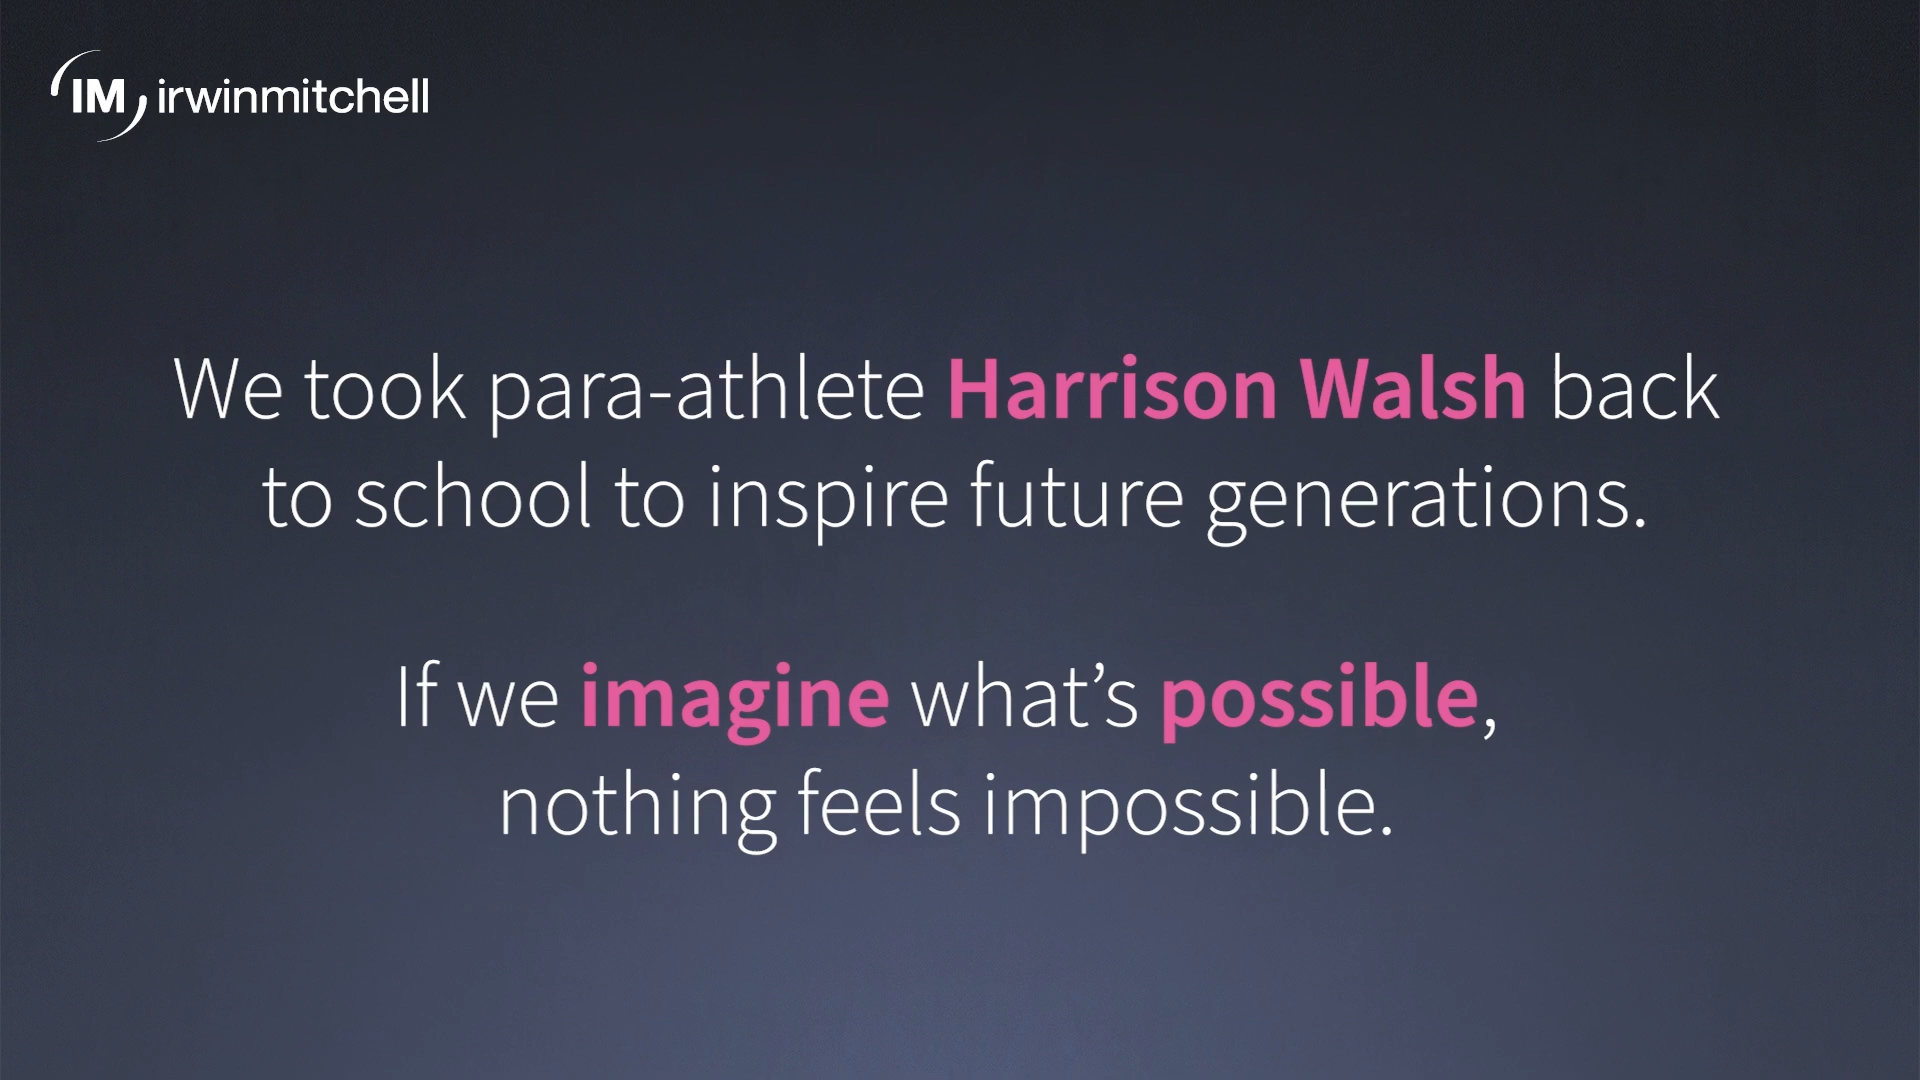 IM irwinmitchell
We took para-athlete Harrison Walsh back
to school to inspire future generations.
If we imagine what’s possible,
nothing feels impossible.